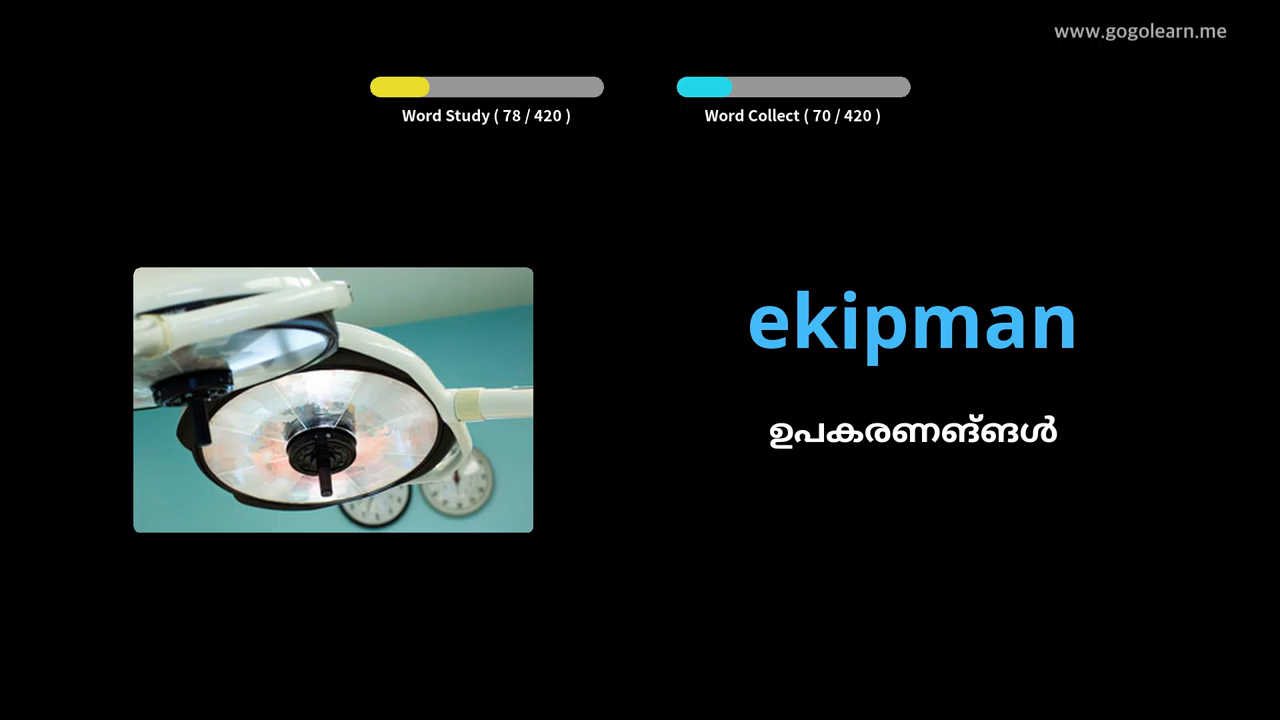 www.gogolearn.me
Word Study ( 78 / 420 )
Word Collect ( 70 / 420 )
ekipman
ഉപകരണങ്ങൾ